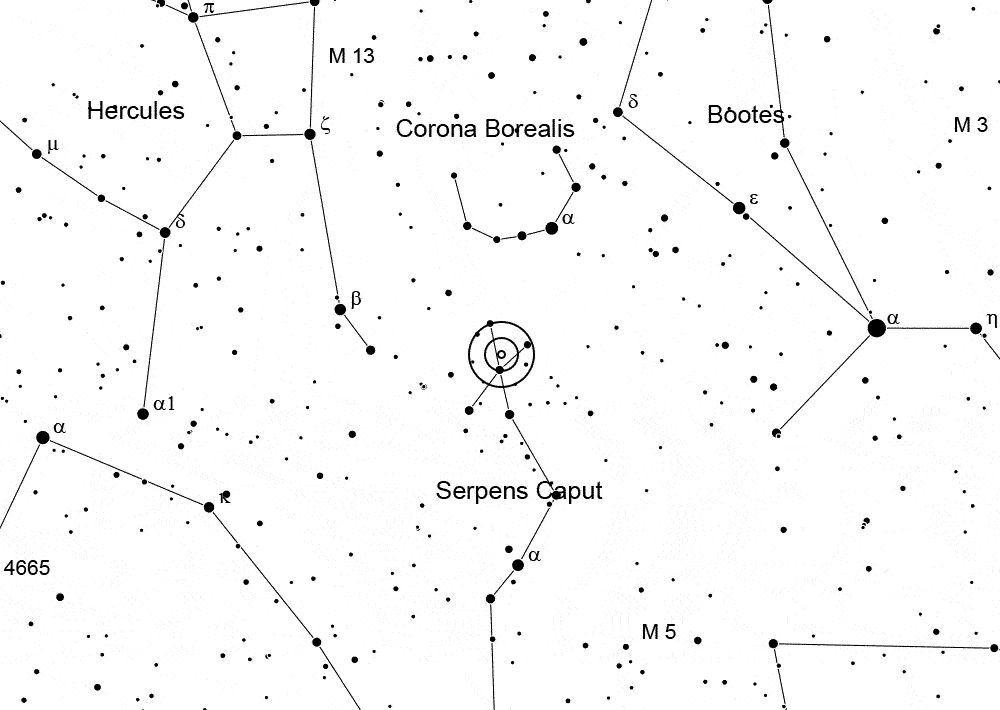 π
M 13
Hercules
δ
Bootes
Corona Borealis
ζ
M 3
μ
ε
δ
α
β
α
η
α1
α
κ
Serpens Caput
α
4665
M 5